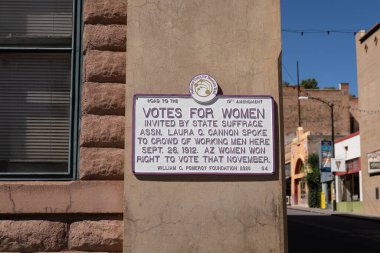 ROAD TO THE 19TH AMENDMENT
VOTES FOR WOMEN
INVITED BY STATE SUFFRAGE
ASSN. LAURA G. CANNON SPOKE
TO CROWD OF WORKING MEN HERE
SEPT. 26, 1912. AZ WOMEN WON
RIGHT TO VOTE THAT NOVEMBER.
WILLIAM G. POMEROY FOUNDATION 2020 64